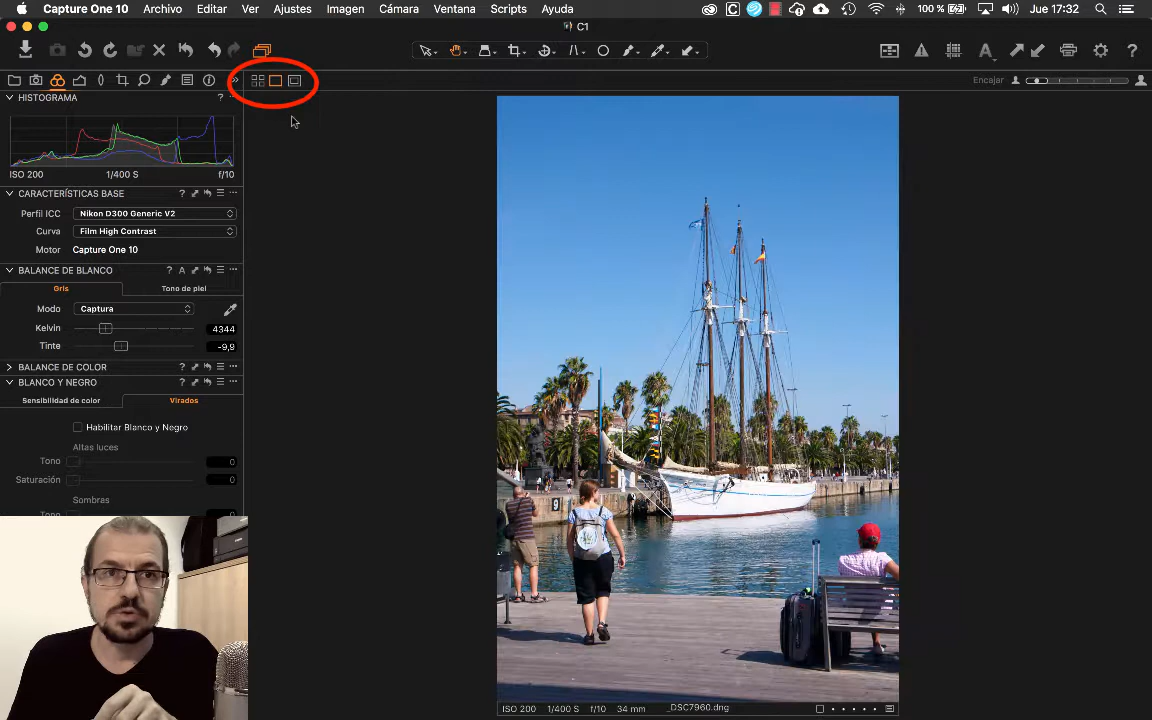 Capture One 10 Archivo Editar Ver Ajustes Imagen Cámara Ventana Scripts Ayuda 100 % Jue 17:32
C1
Encajar
HISTOGRAMA ?
ISO 200 1/400 S f/10
CARACTERÍSTICAS BASE ?
Perfil ICC Nikon D300 Generic V2
Curva Film High Contrast
Motor Capture One 10
BALANCE DE BLANCO ? A
Gris Tono de piel
Modo Captura
Kelvin 4344
Tinte -9,9
BALANCE DE COLOR ?
BLANCO Y NEGRO ?
Sensibilidad de color Virados
Habilitar Blanco y Negro
Altas luces
Tono 0
Saturación 0
Sombras
Tono 0
9
ISO 200 1/400 S f/10 34 mm _DSC7960.dng